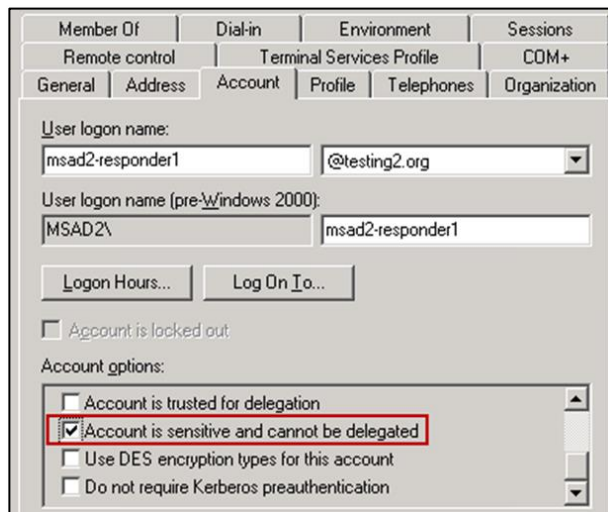 Member Of Dial-in Environment Sessions
Remote control Terminal Services Profile COM+
General Address Account Profile Telephones Organization
User logon name:
msad2-responder1 @testing2.org
User logon name (pre-Windows 2000):
MSAD2\ msad2-responder1
Logon Hours... Log On To...
Account is locked out
Account options:
Account is trusted for delegation
Account is sensitive and cannot be delegated
Use DES encryption types for this account
Do not require Kerberos preauthentication